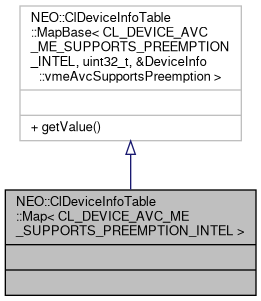 NEO::ClDeviceInfoTable
::MapBase< CL_DEVICE_AVC
_ME_SUPPORTS_PREEMPTION
_INTEL, uint32_t, &DeviceInfo
::vmeAvcSupportsPreemption >
+ getValue()
NEO::ClDeviceInfoTable
::Map< CL_DEVICE_AVC_ME
_SUPPORTS_PREEMPTION_INTEL >